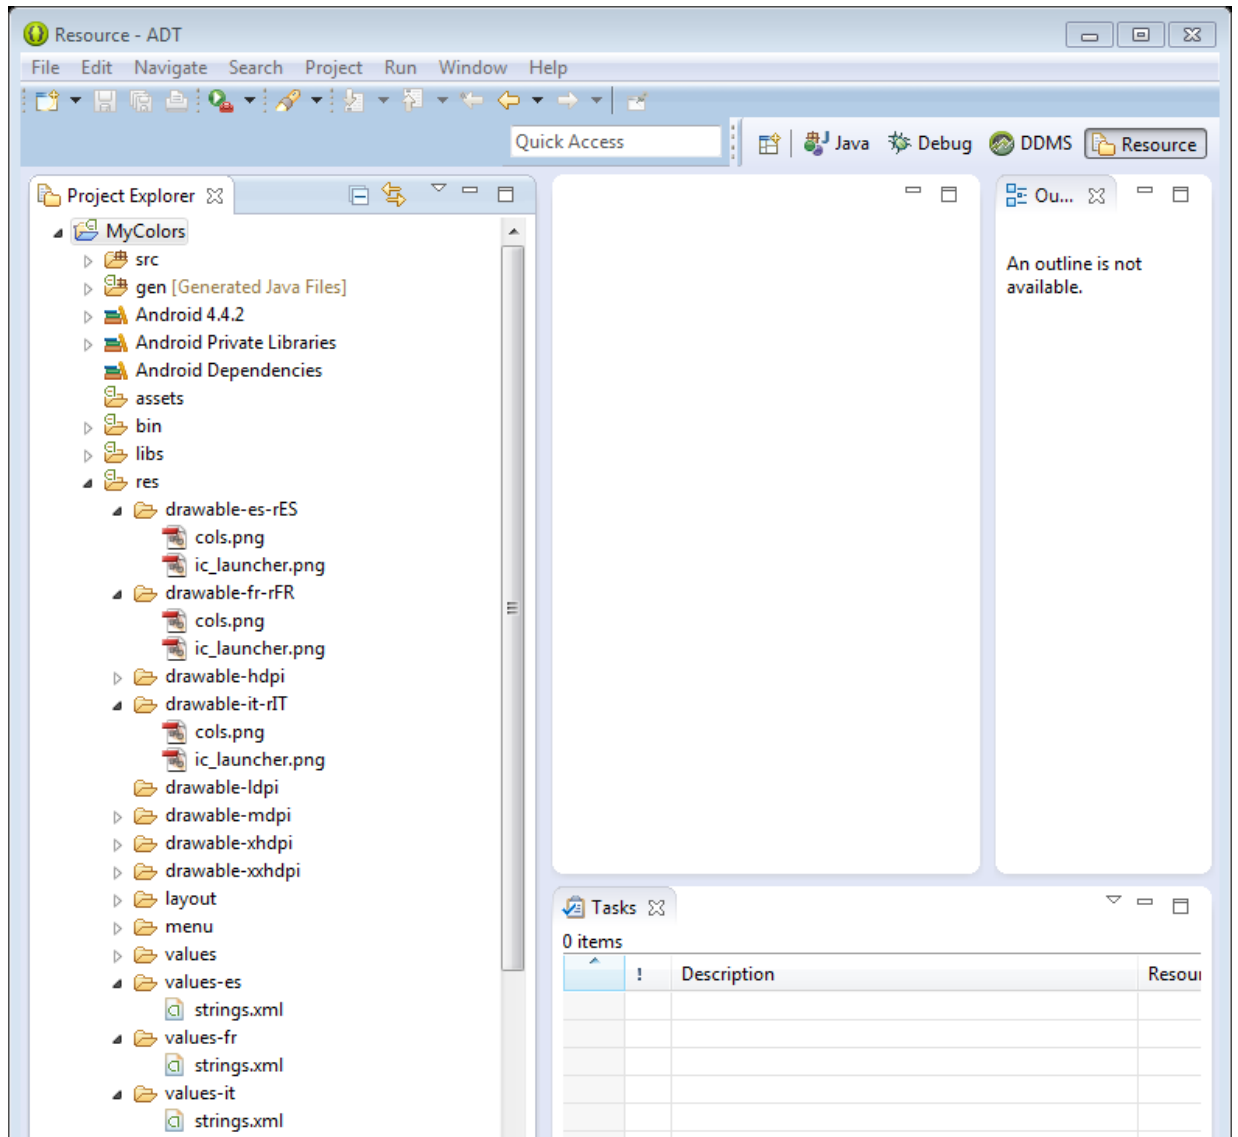 Resource - ADT
File Edit Navigate Search Project Run Window Help
Quick Access
Java Debug DDMS Resource
Project Explorer
MyColors
src
gen [Generated Java Files]
Android 4.4.2
Android Private Libraries
Android Dependencies
assets
bin
libs
res
drawable-es-rES
cols.png
ic_launcher.png
drawable-fr-rFR
cols.png
ic_launcher.png
drawable-hdpi
drawable-it-rIT
cols.png
ic_launcher.png
drawable-ldpi
drawable-mdpi
drawable-xhdpi
drawable-xxhdpi
layout
menu
values
values-es
strings.xml
values-fr
strings.xml
values-it
strings.xml
Ou...
An outline is not
available.
Tasks
0 items
! Description Resour